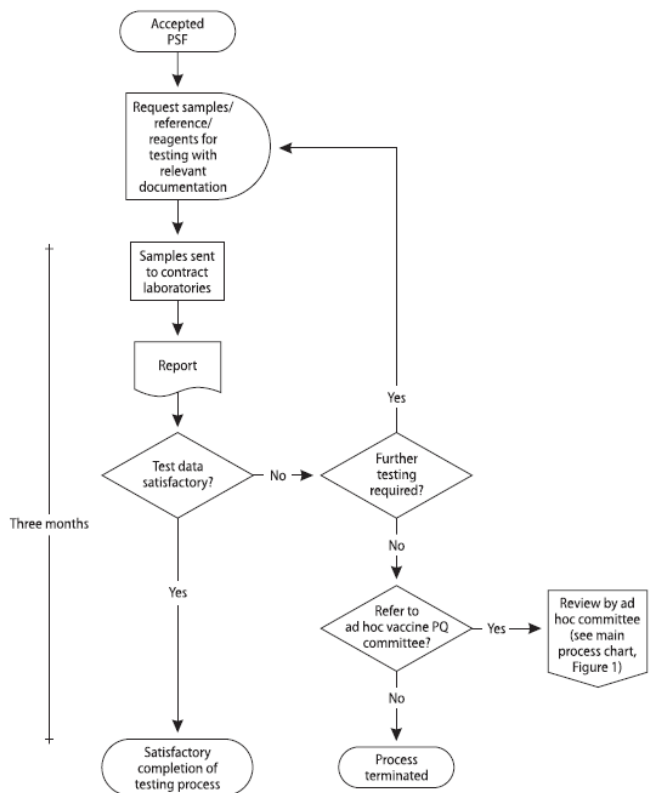 Accepted
PSF
Request samples/
reference/
reagents for
testing with
relevant
documentation
Samples sent
to contract
laboratories
Report
Yes
Test data
satisfactory?
No
Further
testing
required?
Three months
No
Yes
Refer to
ad hoc vaccine PQ
committee?
Yes
Review by ad
hoc committee
(see main
process chart,
Figure 1)
No
Satisfactory
completion of
testing process
Process
terminated